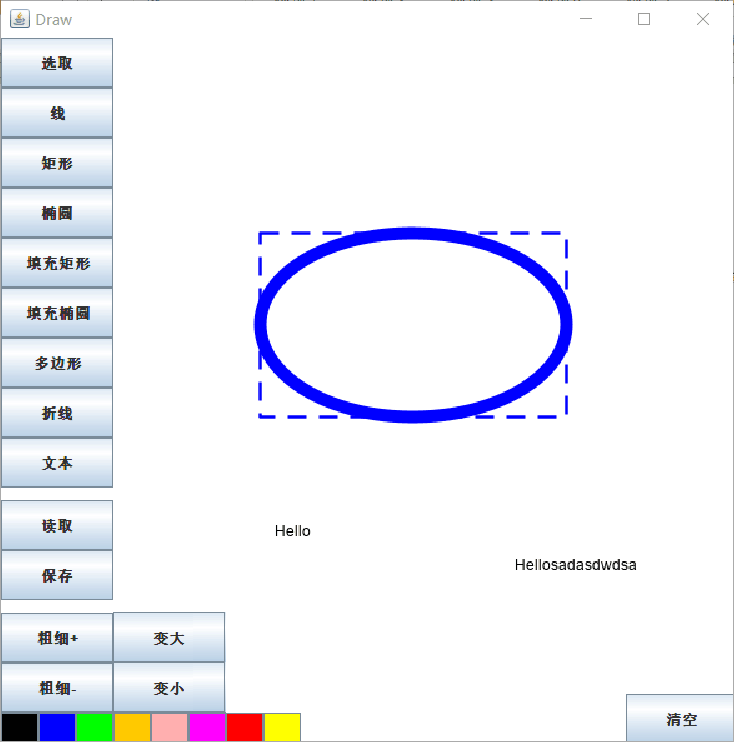 Draw
选取
线
矩形
椭圆
填充矩形
填充椭圆
多边形
折线
文本
读取
保存
粗细+
变大
粗细-
变小
Hello
Hellosadasdwdsa
清空